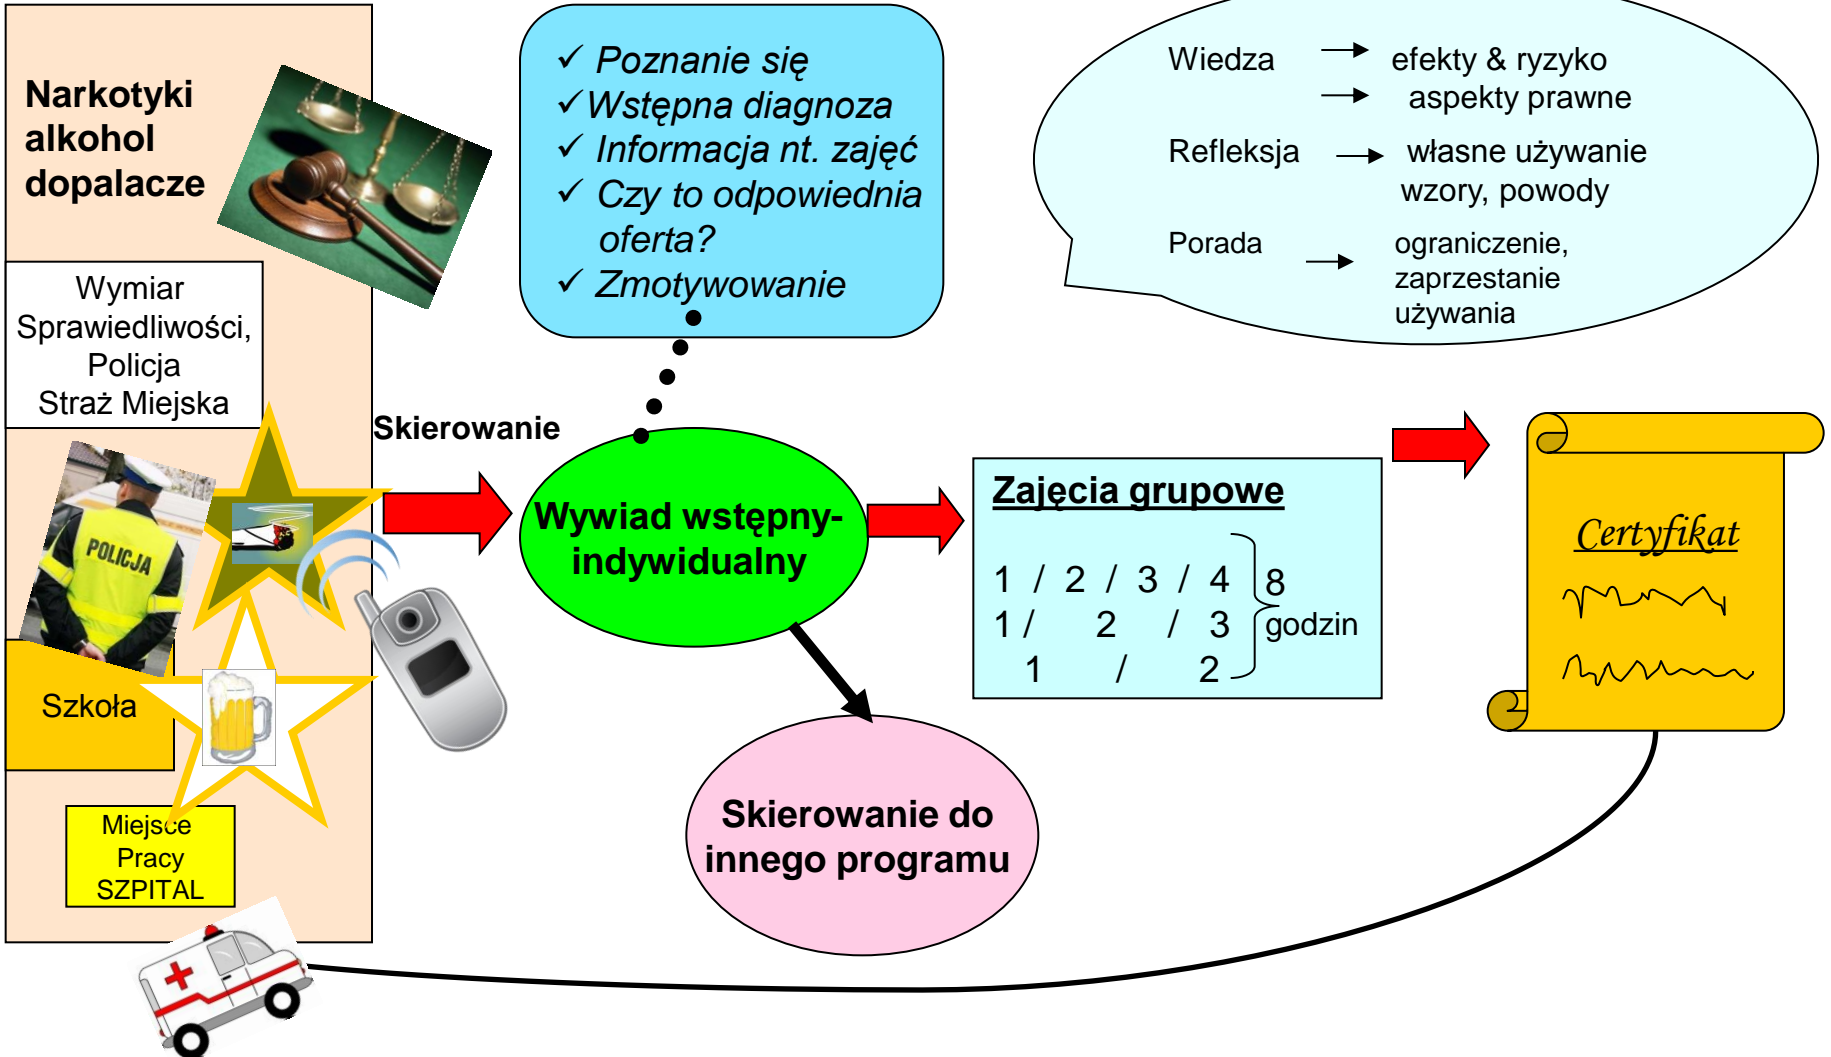 Narkotyki
alkohol
dopalacze
Wymiar
Sprawiedliwości,
Policja
Straż Miejska
POLICJA
Szkoła
Miejsce
Pracy
SZPITAL
Skierowanie
✓ Poznanie się
✓ Wstępna diagnoza
✓ Informacja nt. zajęć
✓ Czy to odpowiednia
oferta?
✓ Zmotywowanie
Wywiad wstępny-
indywidualny
Skierowanie do
innego programu
Wiedza → efekty & ryzyko
→ aspekty prawne
Refleksja → własne używanie
wzory, powody
Porada → ograniczenie,
zaprzestanie
używania
Zajęcia grupowe
1 / 2 / 3 / 4
1 / 2 / 3
1 / 2
8
godzin
Certyfikat